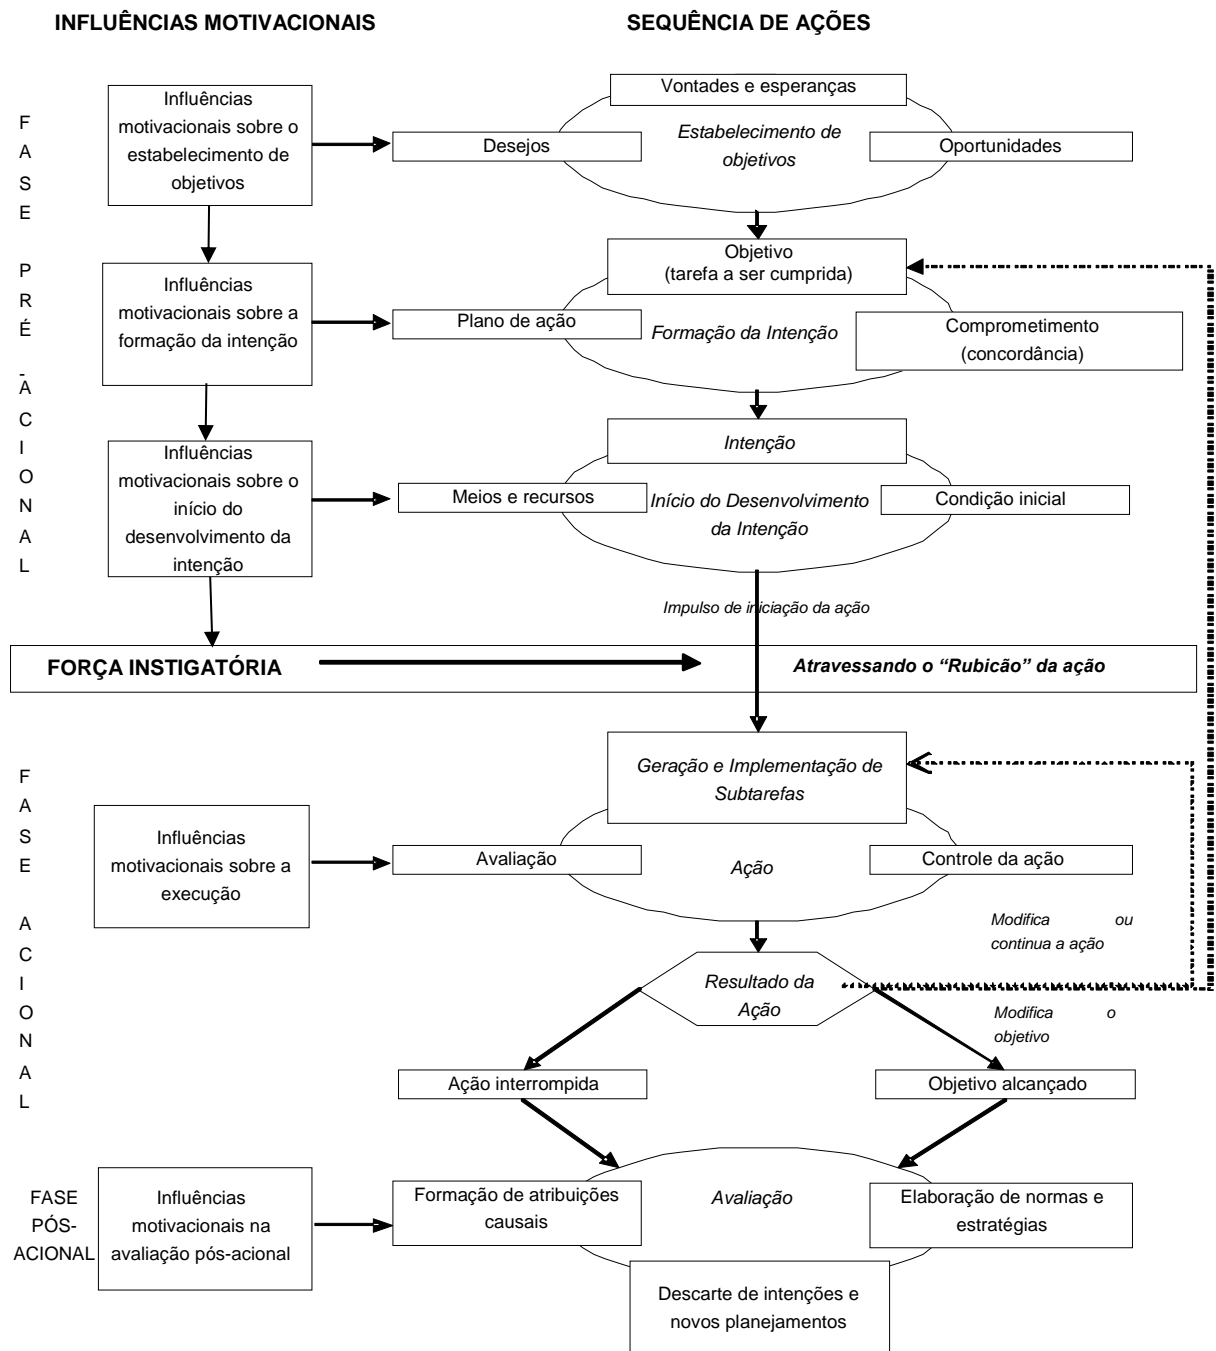 INFLUÊNCIAS MOTIVACIONAIS
SEQUÊNCIA DE AÇÕES
FASE PRÉ-ACIONAL
Influências
motivacionais sobre o
estabelecimento de
objetivos
Vontades e esperanças
Desejos
Estabelecimento de
objetivos
Oportunidades
Influências
motivacionais sobre a
formação da intenção
Objetivo
(tarefa a ser cumprida)
Plano de ação
Formação da Intenção
Comprometimento
(concordância)
Influências
motivacionais sobre o
início do
desenvolvimento da
intenção
Intenção
Meios e recursos
Início do Desenvolvimento
da Intenção
Condição inicial
Impulso de iniciação da ação
FORÇA INSTIGATÓRIA
Atravessando o “Rubicão” da ação
FASE ACIONAL
Influências
motivacionais sobre a
execução
Geração e Implementação de
Subtarefas
Avaliação
Ação
Controle da ação
Modifica ou
continua a ação
Resultado da
Ação
Modifica o
objetivo
Ação interrompida
Objetivo alcançado
FASE
PÓS-
ACIONAL
Influências
motivacionais na
avaliação pós-acional
Formação de atribuições
causais
Avaliação
Elaboração de normas e
estratégias
Descarte de intenções e
novos planejamentos